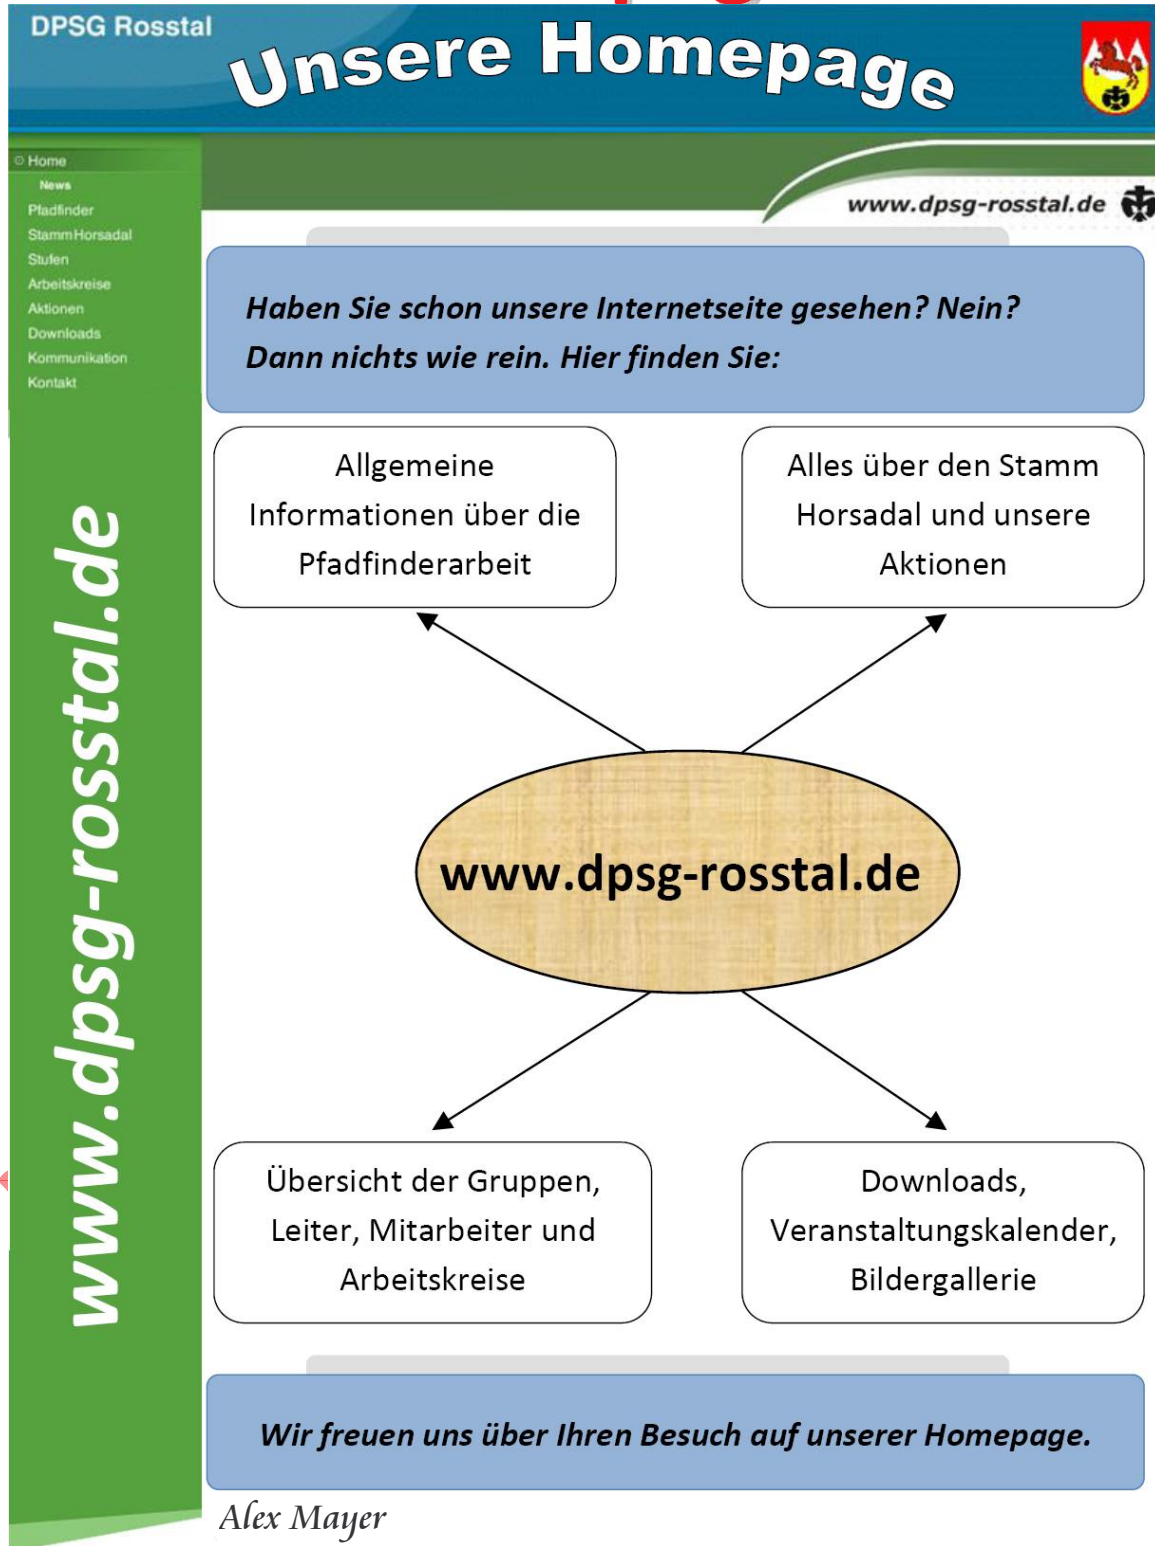 DPSG Rosstal
Unsere Homepage
Home
News
Pfadfinder
Stamm Horsadal
Stufen
Arbeitskreise
Aktionen
Downloads
Kommunikation
Kontakt
www.dpsg-rosstal.de
www.dpsg-rosstal.de
Haben Sie schon unsere Internetseite gesehen? Nein?
Dann nichts wie rein. Hier finden Sie:
Allgemeine
Informationen über die
Pfadfinderarbeit
Alles über den Stamm
Horsadal und unsere
Aktionen
www.dpsg-rosstal.de
Übersicht der Gruppen,
Leiter, Mitarbeiter und
Arbeitskreise
Downloads,
Veranstaltungskalender,
Bildergallerie
Wir freuen uns über Ihren Besuch auf unserer Homepage.
Alex Mayer